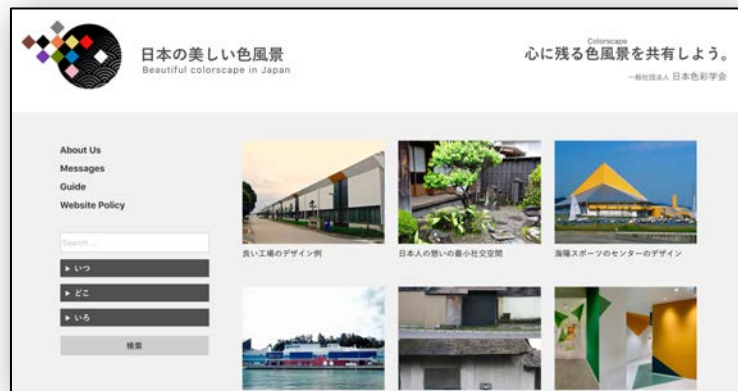 日本の美しい色風景
Beautiful colorscape in Japan
Colorscape
心に残る色風景を共有しよう。
一般社団法人 日本色彩学会
About Us
Messages
Guide
Website Policy
Search ...
▶ いつ
▶ どこ
▶ いろ
検索
良い工場のデザイン例
日本人の憩いの最小社交空間
海陽スポーツのセンターのデザイン